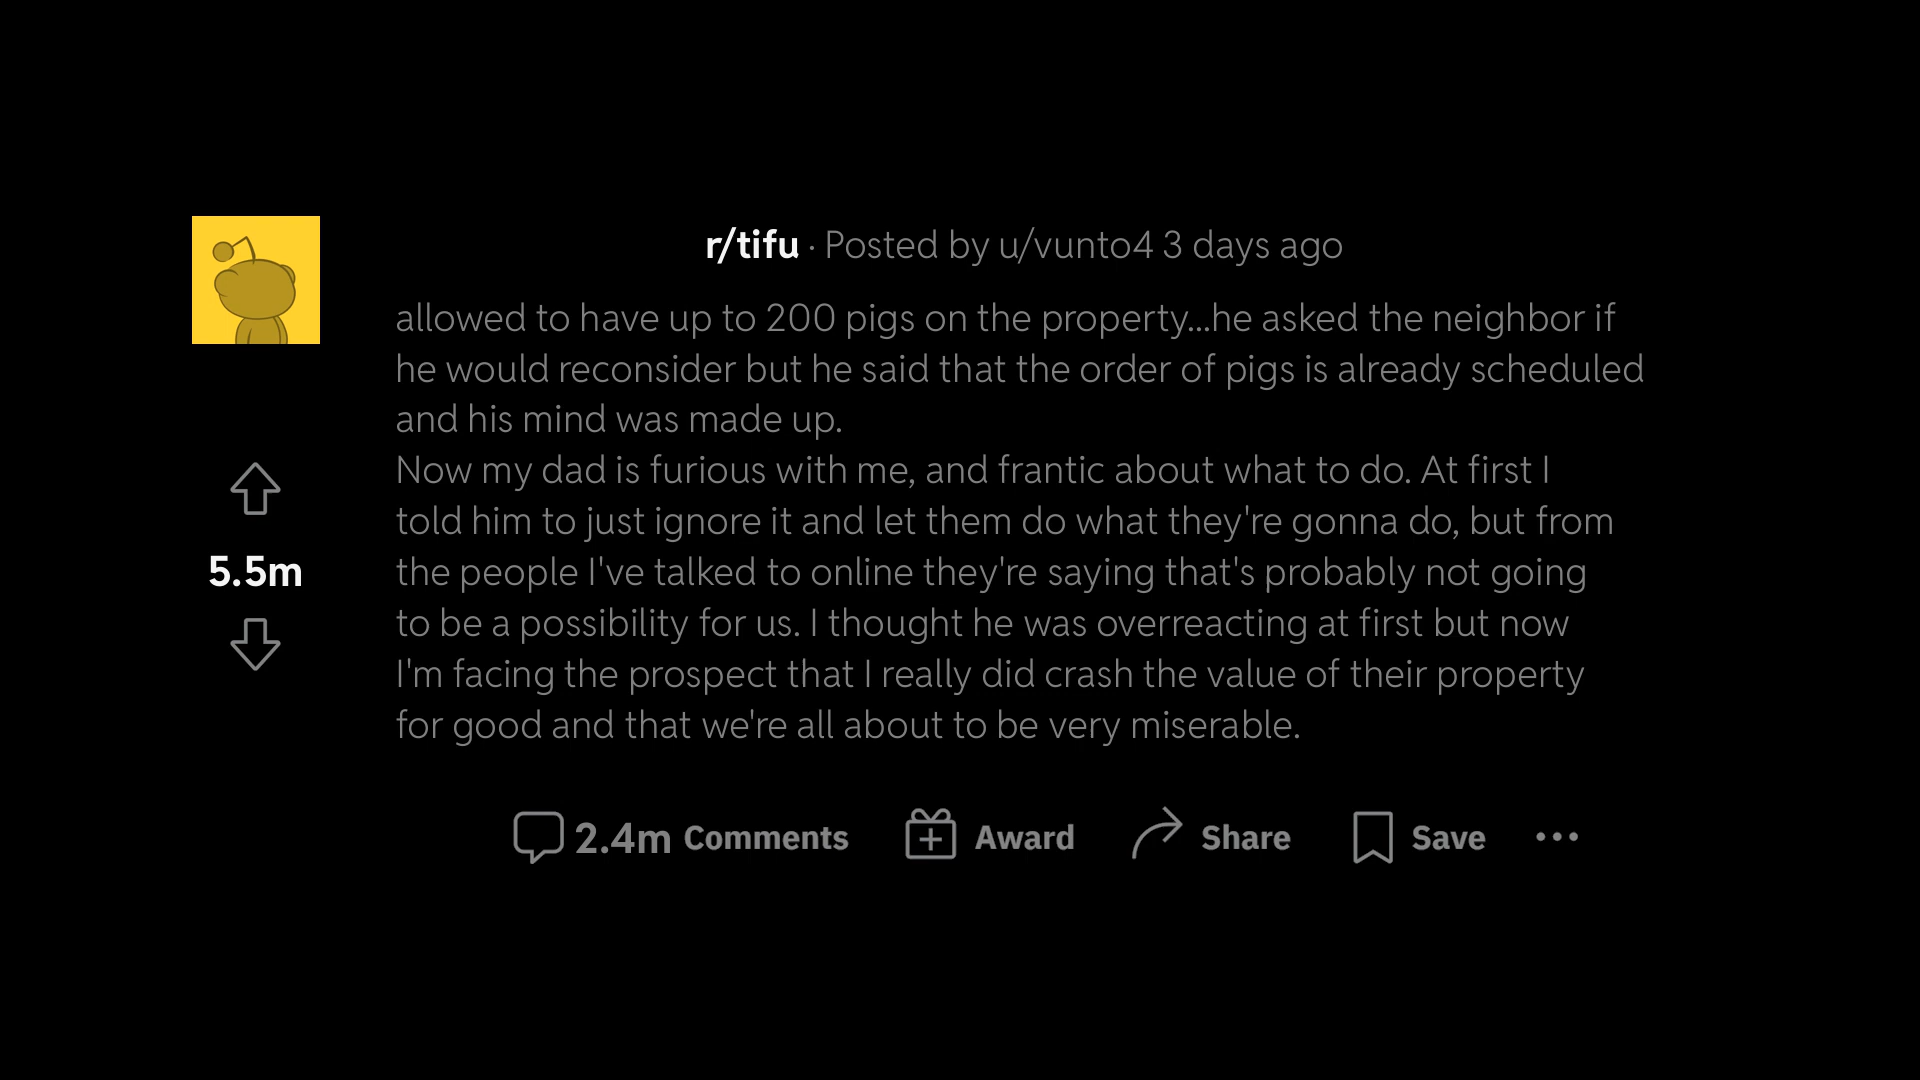 r/tifu · Posted by u/vunto4 3 days ago
allowed to have up to 200 pigs on the property...he asked the neighbor if
he would reconsider but he said that the order of pigs is already scheduled
and his mind was made up.
Now my dad is furious with me, and frantic about what to do. At first I
told him to just ignore it and let them do what they're gonna do, but from
the people I've talked to online they're saying that's probably not going
to be a possibility for us. I thought he was overreacting at first but now
I'm facing the prospect that I really did crash the value of their property
for good and that we're all about to be very miserable.
5.5m
2.4m Comments Award Share Save